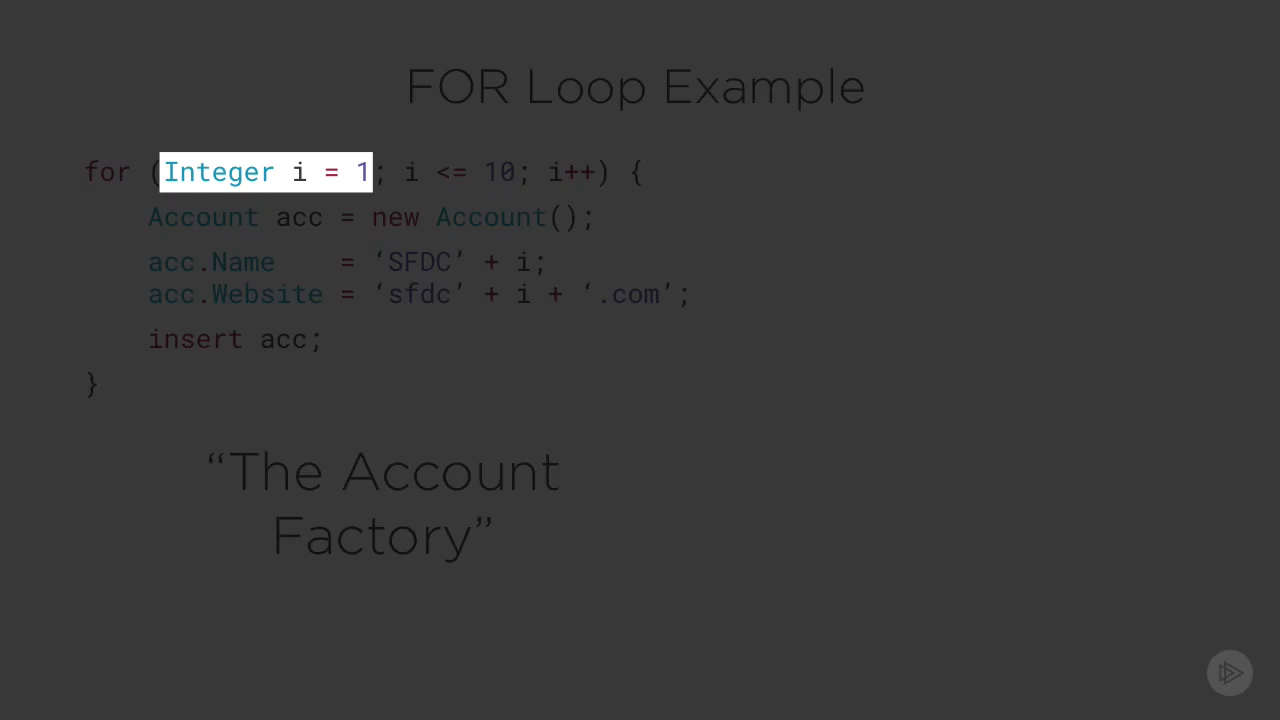 FOR Loop Example
for (Integer i = 1; i <= 10; i++) {
Account acc = new Account();
acc.Name = ‘SFDC’ + i;
acc.Website = ‘sfdc’ + i + ‘.com’;
insert acc;
}
“The Account
Factory”